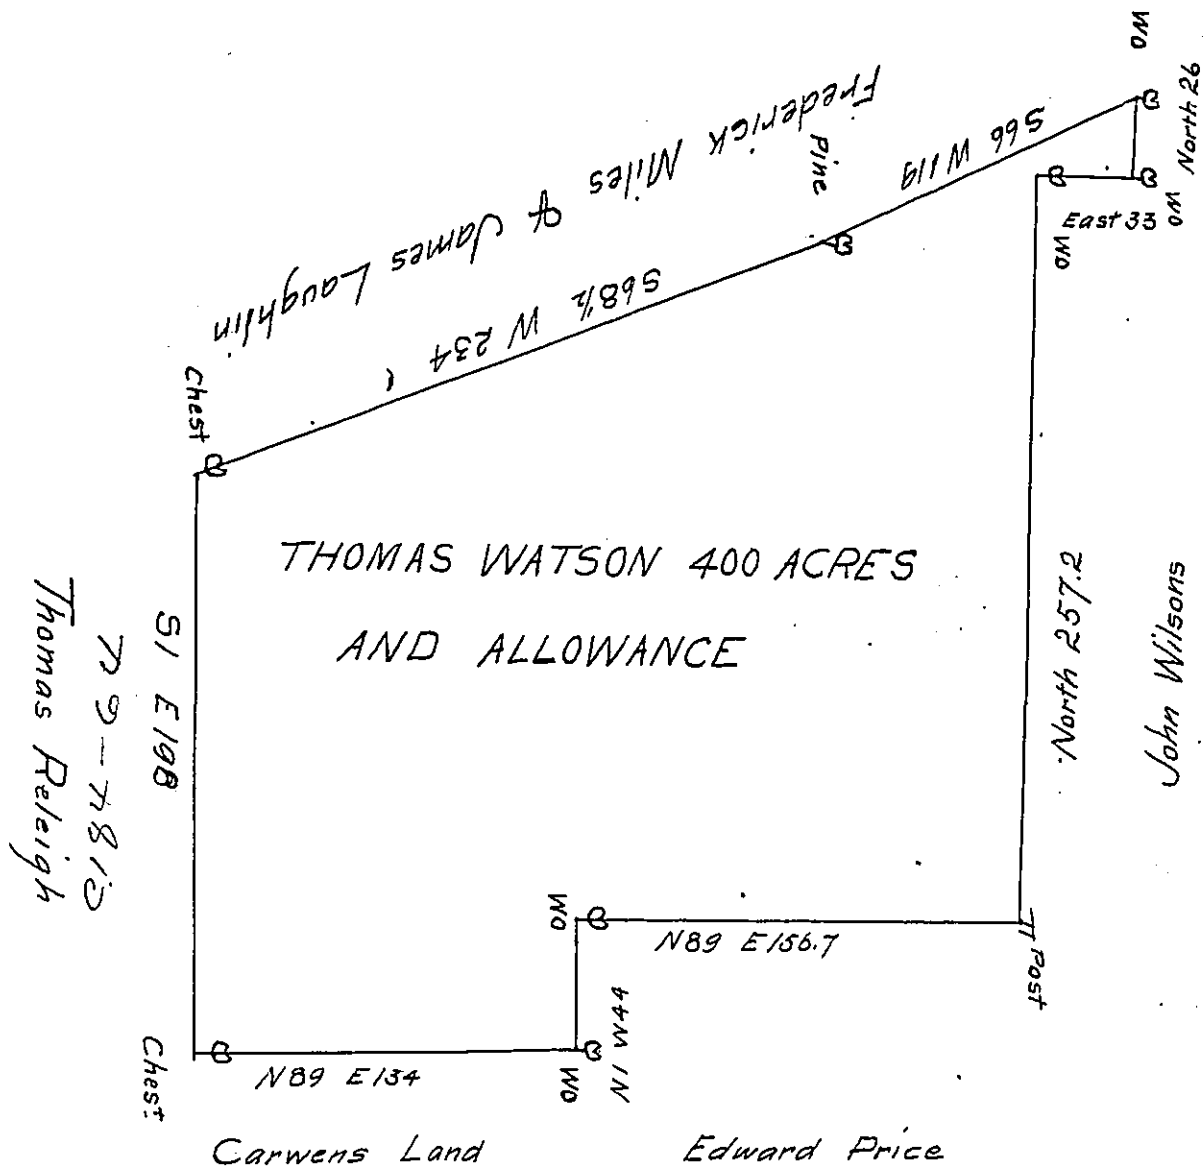 WO
North 26
WO
East 33
WO
S66 W119
Pine
Frederick Miles & James Laughlin
S68½ W 234
Chest
THOMAS WATSON 400 ACRES
AND ALLOWANCE
North 257.2
John Wilsons
S1 E198
Thomas Releigh
WO
N89 E156.7
Post
N1 W44
WO
N89 E134
Chest
Carwens Land
Edward Price